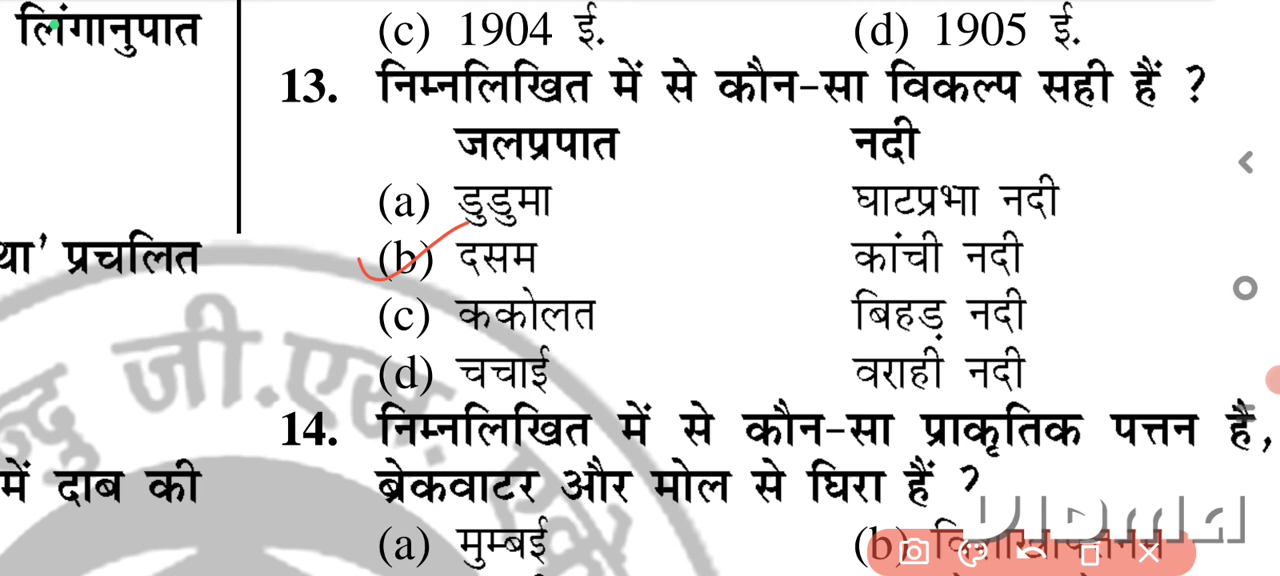 लिंगानुपात
(c) 1904 ई. (d) 1905 ई.
13. निम्नलिखित में से कौन-सा विकल्प सही हैं ?
जलप्रपात नदी
(a) डुडुमा घाटप्रभा नदी
था' प्रचलित
(b) दसम कांची नदी
(c) ककोलत बिहड़ नदी
(d) चचाई वराही नदी
जी.एस.
14. निम्नलिखित में से कौन-सा प्राकृतिक पत्तन है,
में दाब की
ब्रेकवाटर और मोल से घिरा हैं ?
(a) मुम्बई (b)